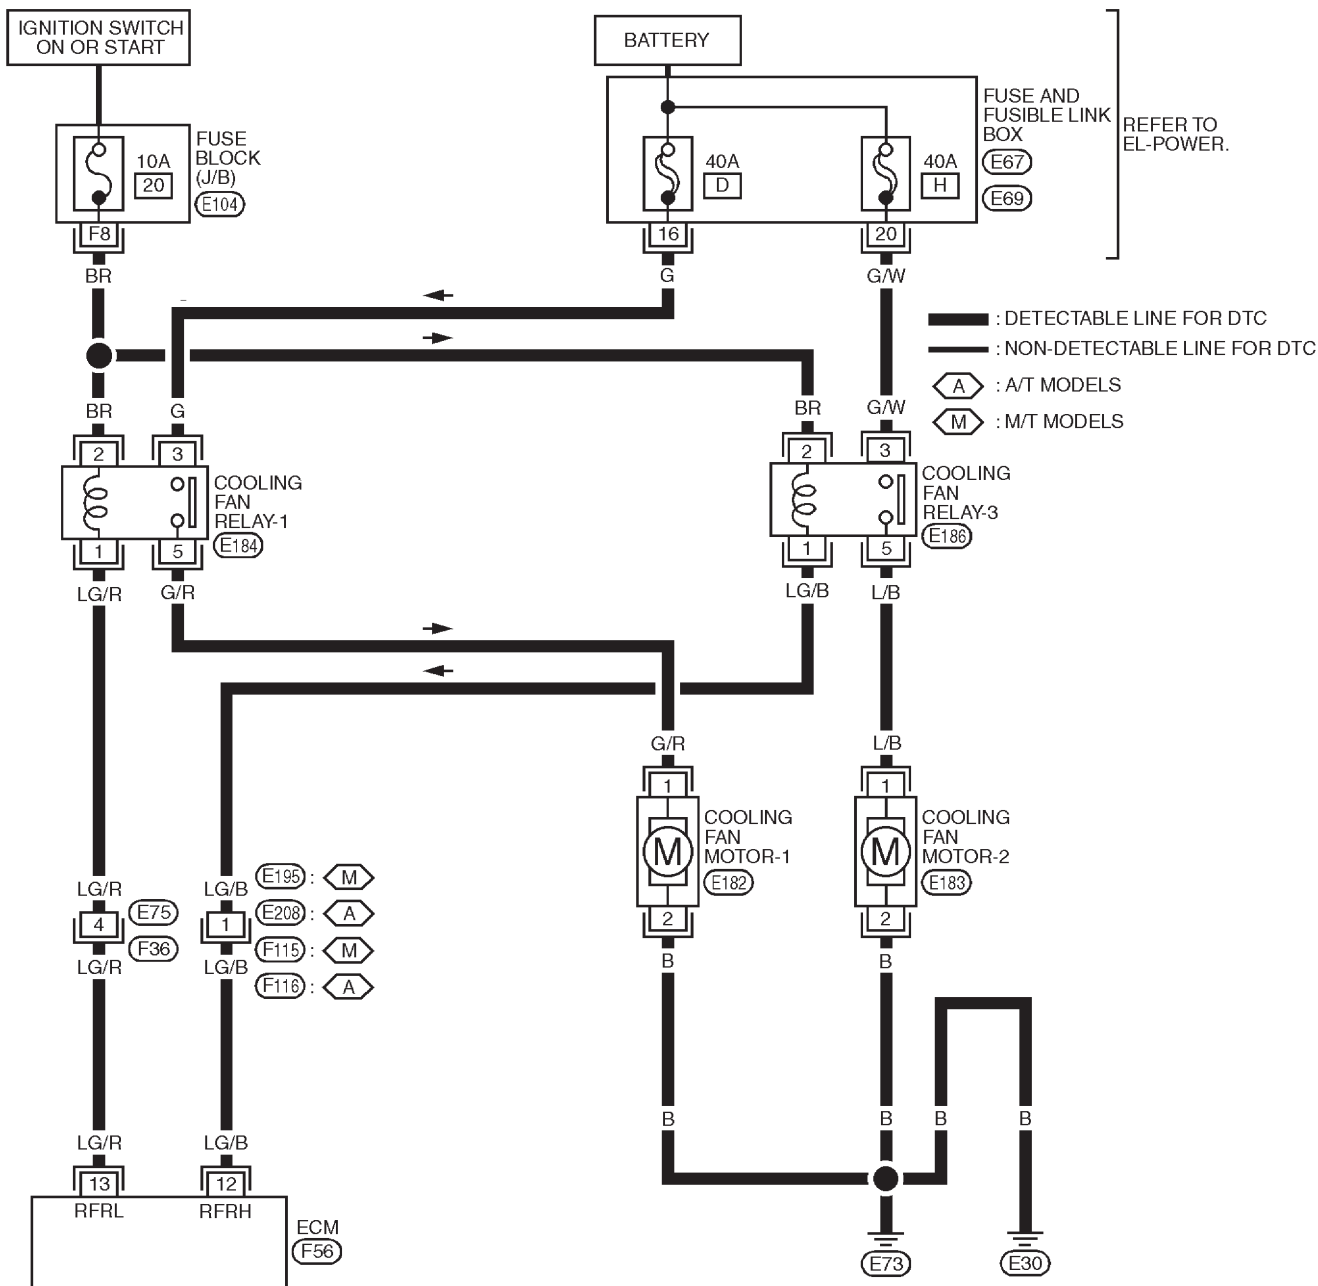 IGNITION SWITCH
ON OR START
BATTERY
FUSE
BLOCK
(J/B)
E104
10A
20
F8
40A
D
40A
H
FUSE AND
FUSIBLE LINK
BOX
E67
E69
REFER TO
EL-POWER.
16
20
BR
G
G/W
: DETECTABLE LINE FOR DTC
: NON-DETECTABLE LINE FOR DTC
A : A/T MODELS
M : M/T MODELS
BR
G
BR
G/W
2
3
2
3
COOLING
FAN
RELAY-1
E184
COOLING
FAN
RELAY-3
E186
1
5
1
5
LG/R
G/R
LG/B
L/B
G/R
L/B
1
1
COOLING
FAN
MOTOR-1
E182
M
COOLING
FAN
MOTOR-2
E183
M
2
2
B
B
LG/R
LG/B
E195 : M
E208 : A
F115 : M
F116 : A
4
E75
F36
1
LG/R
LG/B
B
B
B
B
LG/R
LG/B
13
12
RFRL
RFRH
ECM
F56
E73
E30